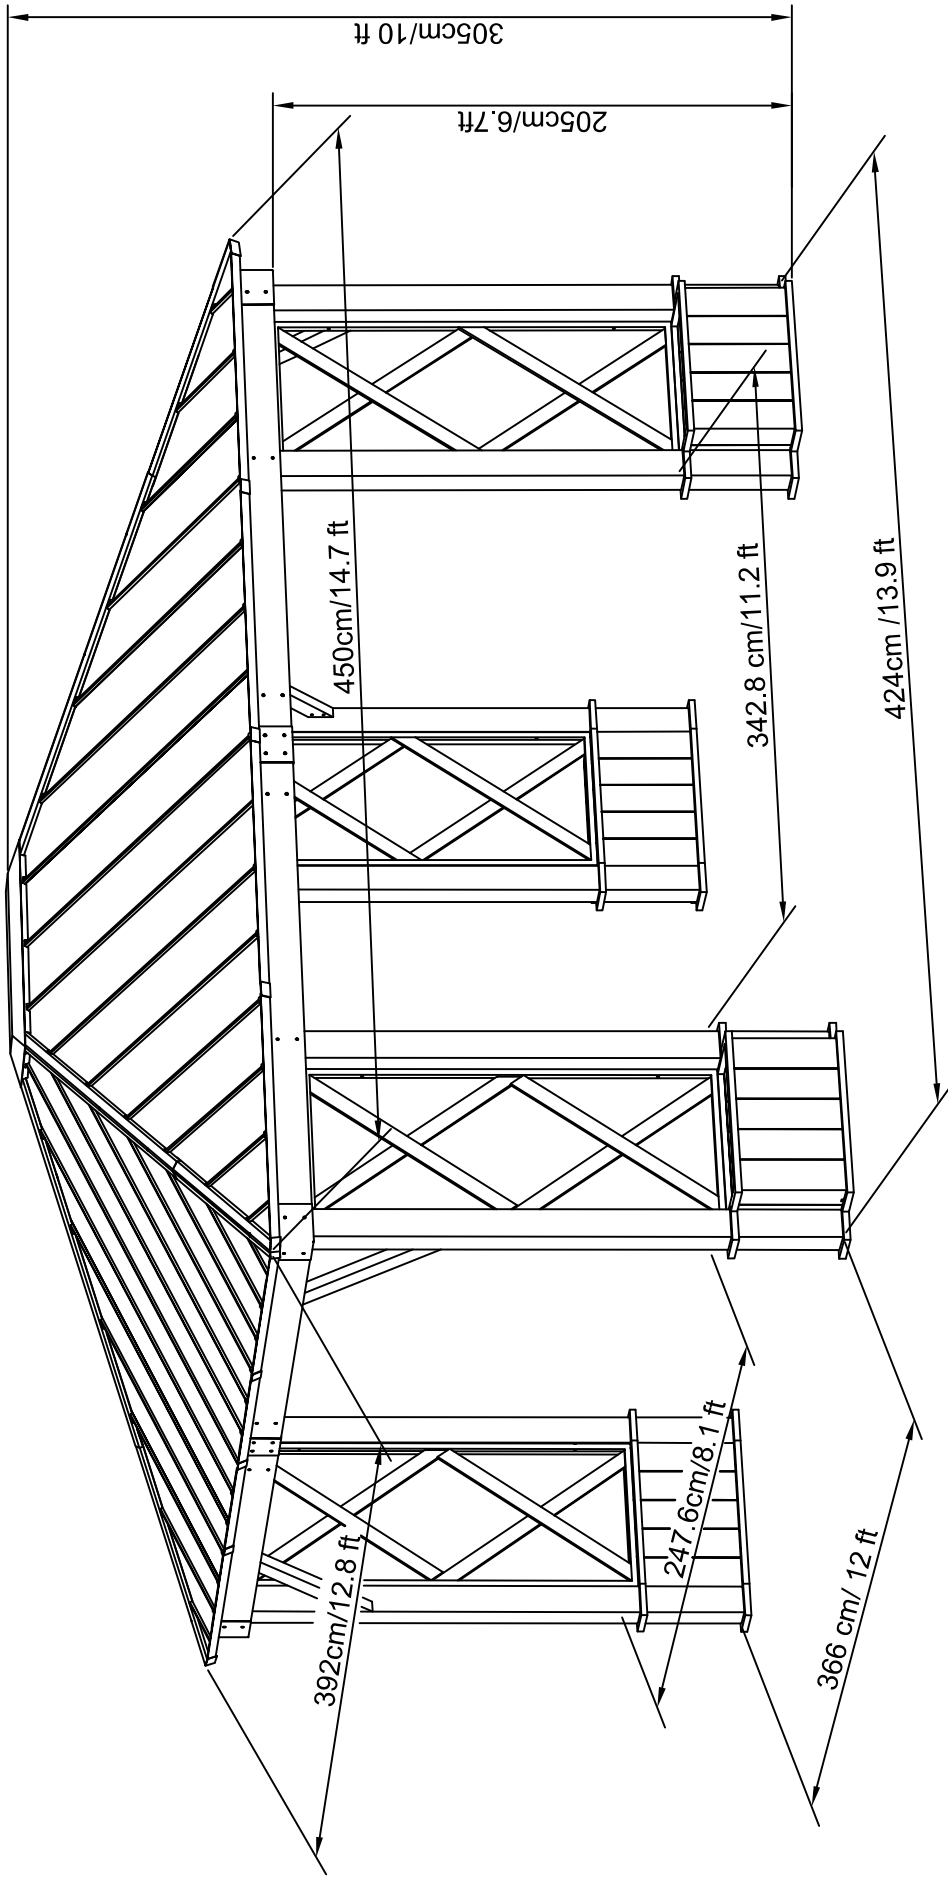 305cm/10 ft
205cm/6.7ft
450cm/14.7 ft
342.8 cm/11.2 ft
424cm /13.9 ft
392cm/12.8 ft
247.6cm/8.1 ft
366 cm/ 12 ft